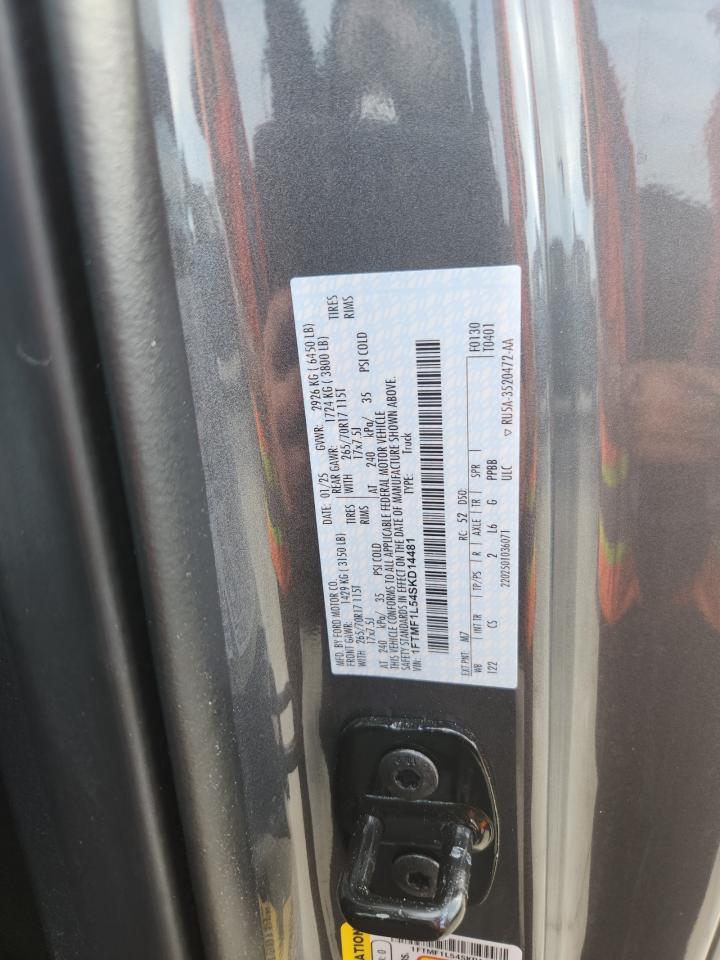 MFD. BY FORD MOTOR CO.
DATE: 01/25 GVWR: 2926 KG ( 6450 LB)
FRONT GAWR: 1429 KG ( 3150 LB) REAR GAWR: 1724 KG ( 3800 LB)
WITH 265/70R17 115T TIRES WITH 265/70R17 115T TIRES
17x7.5J RIMS 17x7.5J RIMS
AT 240 kPa/ 35 PSI COLD AT 240 kPa/ 35 PSI COLD
THIS VEHICLE CONFORMS TO ALL APPLICABLE FEDERAL MOTOR VEHICLE
SAFETY STANDARDS IN EFFECT ON THE DATE OF MANUFACTURE SHOWN ABOVE.
VIN: 1FTMF1L54SKD14481 TYPE: Truck
EXT PNT: M7 RC: 52 DSO: F0130
WB INT TR TP/PS R AXLE TR SPR T0401
122 CS 2 L6 G PPBB
2202501036071 ULC ▽ RU5A-3520472-AA
1FTMF1L54SKD